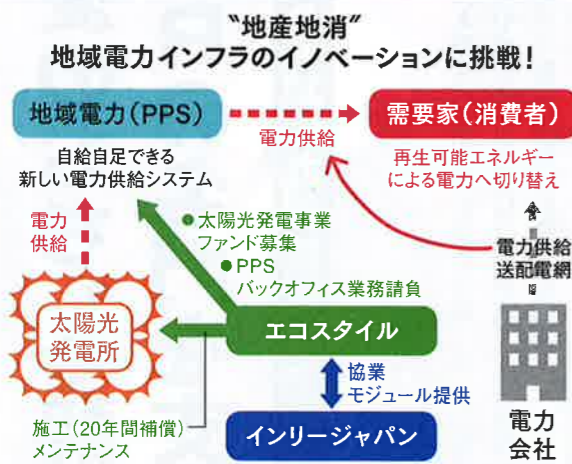 “地産地消”
地域電力インフラのイノベーションに挑戦！
地域電力（PPS）
電力供給
需要家（消費者）
自給自足できる
新しい電力供給システム
再生可能エネルギー
による電力へ切り替え
電力
供給
●太陽光発電事業
ファンド募集
●PPS
バックオフィス業務請負
電力供給
送配電網
太陽光
発電所
エコスタイル
協業
モジュール提供
施工（20年間補償）
メンテナンス
インリージャパン
電力
会社